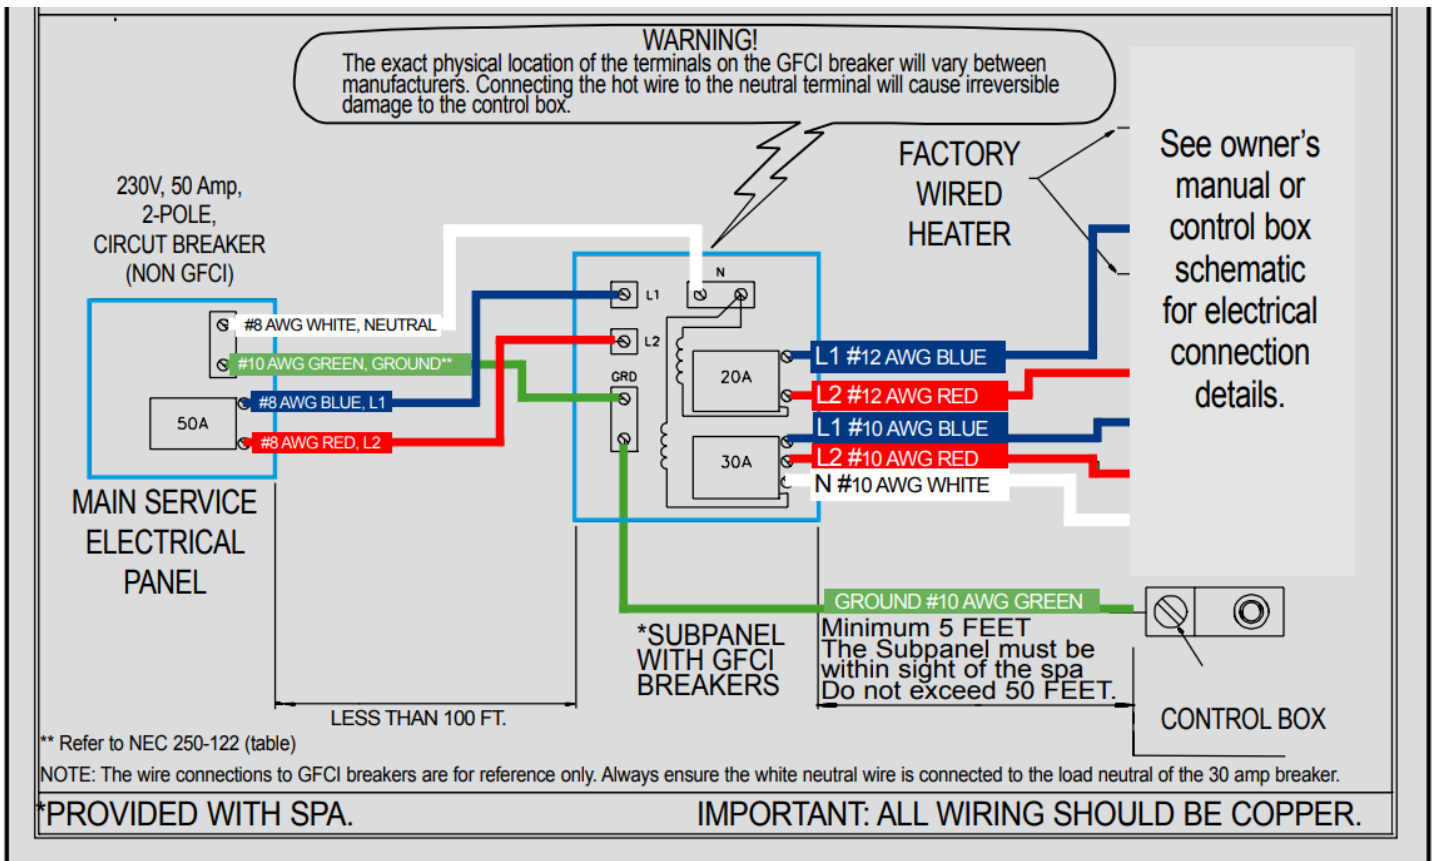 WARNING!
The exact physical location of the terminals on the GFCI breaker will vary between
manufacturers. Connecting the hot wire to the neutral terminal will cause irreversible
damage to the control box.
FACTORY
WIRED
HEATER
See owner's
manual or
control box
schematic
for electrical
connection
details.
230V, 50 Amp,
2-POLE,
CIRCUT BREAKER
(NON GFCI)
#8 AWG WHITE, NEUTRAL
#10 AWG GREEN, GROUND**
#8 AWG BLUE, L1
#8 AWG RED, L2
50A
MAIN SERVICE
ELECTRICAL
PANEL
N
L1
L2
GRD
20A
30A
L1 #12 AWG BLUE
L2 #12 AWG RED
L1 #10 AWG BLUE
L2 #10 AWG RED
N #10 AWG WHITE
GROUND #10 AWG GREEN
*SUBPANEL
WITH GFCI
BREAKERS
Minimum 5 FEET
The Subpanel must be
within sight of the spa
Do not exceed 50 FEET.
LESS THAN 100 FT.
CONTROL BOX
** Refer to NEC 250-122 (table)
NOTE: The wire connections to GFCI breakers are for reference only. Always ensure the white neutral wire is connected to the load neutral of the 30 amp breaker.
*PROVIDED WITH SPA.
IMPORTANT: ALL WIRING SHOULD BE COPPER.